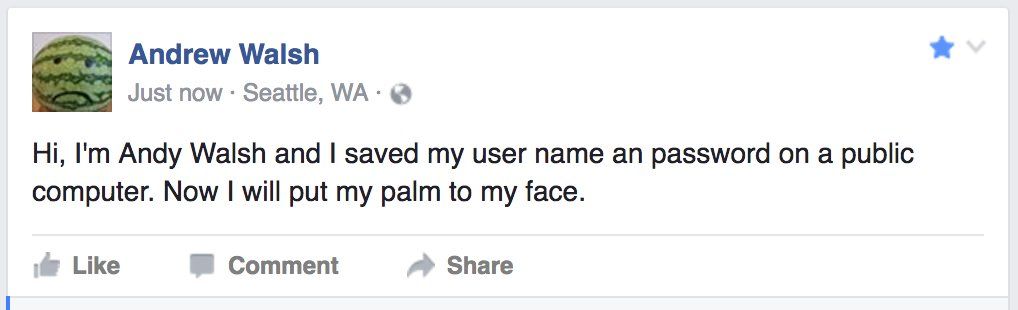 Andrew Walsh
Just now · Seattle, WA ·
Hi, I'm Andy Walsh and I saved my user name an password on a public
computer. Now I will put my palm to my face.
Like Comment Share